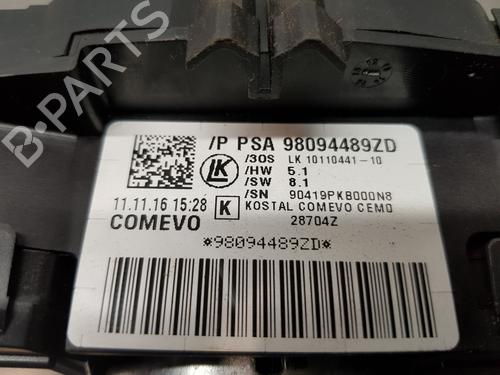 /P PSA 98094489ZD
/3OS LK 10110441-10
LK
/HW 5.1
/SW 8.1
/SN 90419PKB000N8
11.11.16 15:28 K KOSTAL COMEVO CEMO
28704Z
COMEVO
*98094489ZD*
B-PARTS